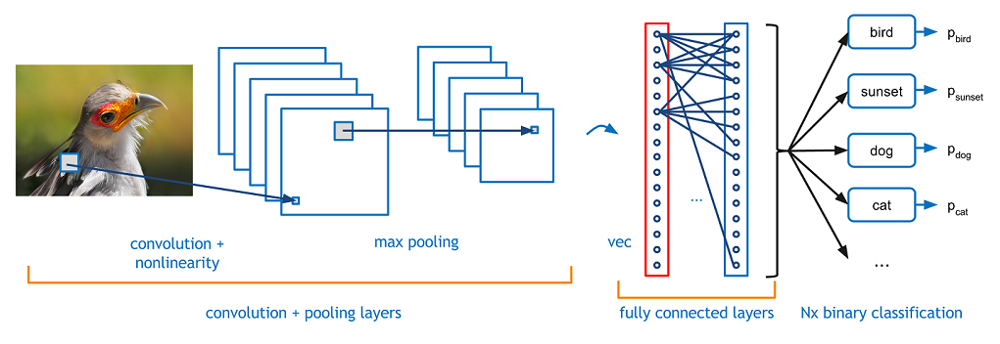 convolution +
nonlinearity
max pooling
convolution + pooling layers
vec
...
fully connected layers
bird
p_bird
sunset
p_sunset
dog
p_dog
cat
p_cat
...
Nx binary classification